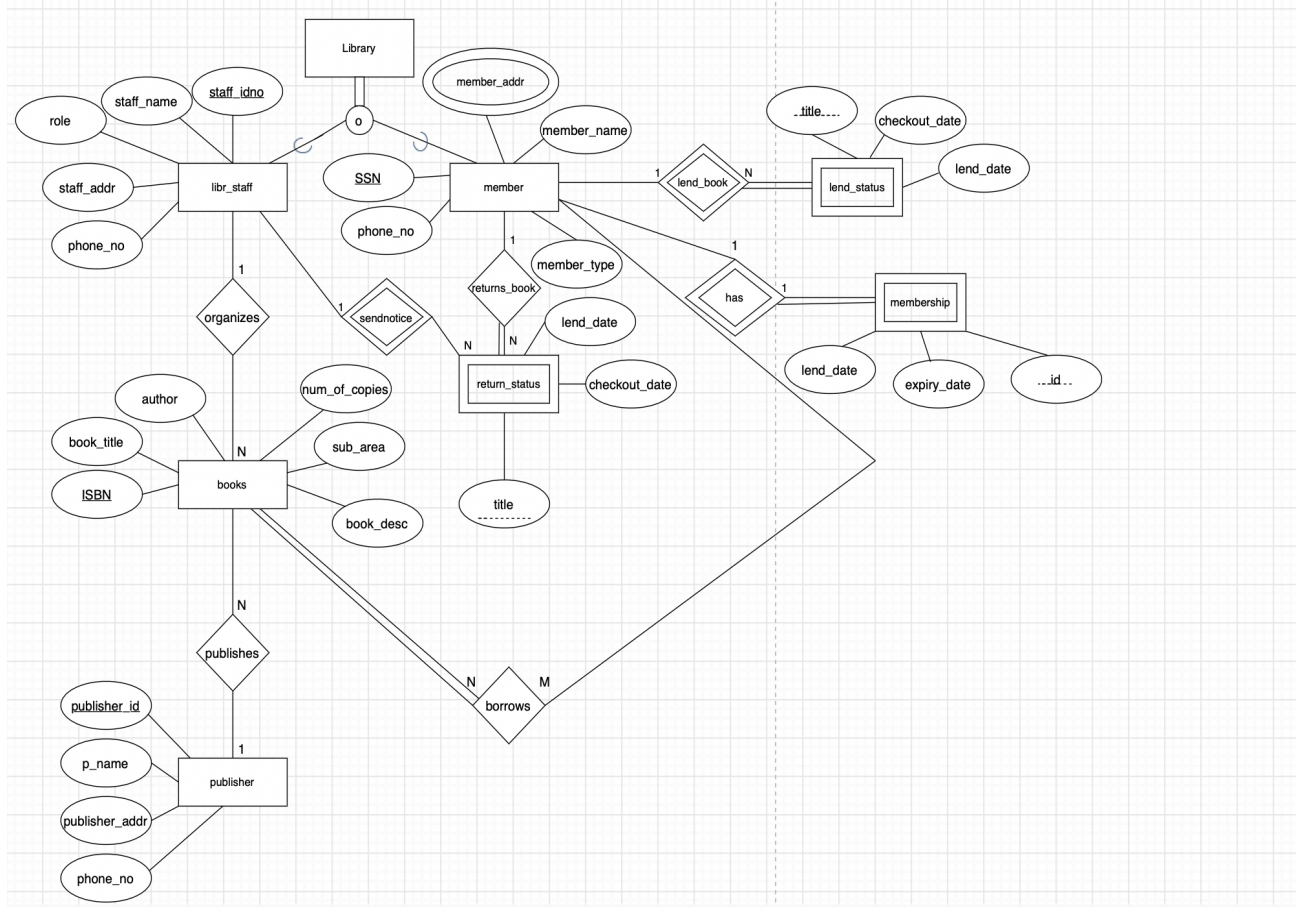 Library
member_addr
staff_idno
staff_name
role
title
checkout_date
member_name
lend_date
SSN
libr_staff
member
1
lend_book
N
lend_status
staff_addr
phone_no
phone_no
member_type
1
1
1
organizes
1
sendnotice
returns_book
has
1
membership
lend_date
N
N
lend_date
expiry_date
id
return_status
checkout_date
author
num_of_copies
book_title
N
sub_area
books
ISBN
title
book_desc
N
publishes
N
M
borrows
publisher_id
1
p_name
publisher
publisher_addr
phone_no
o